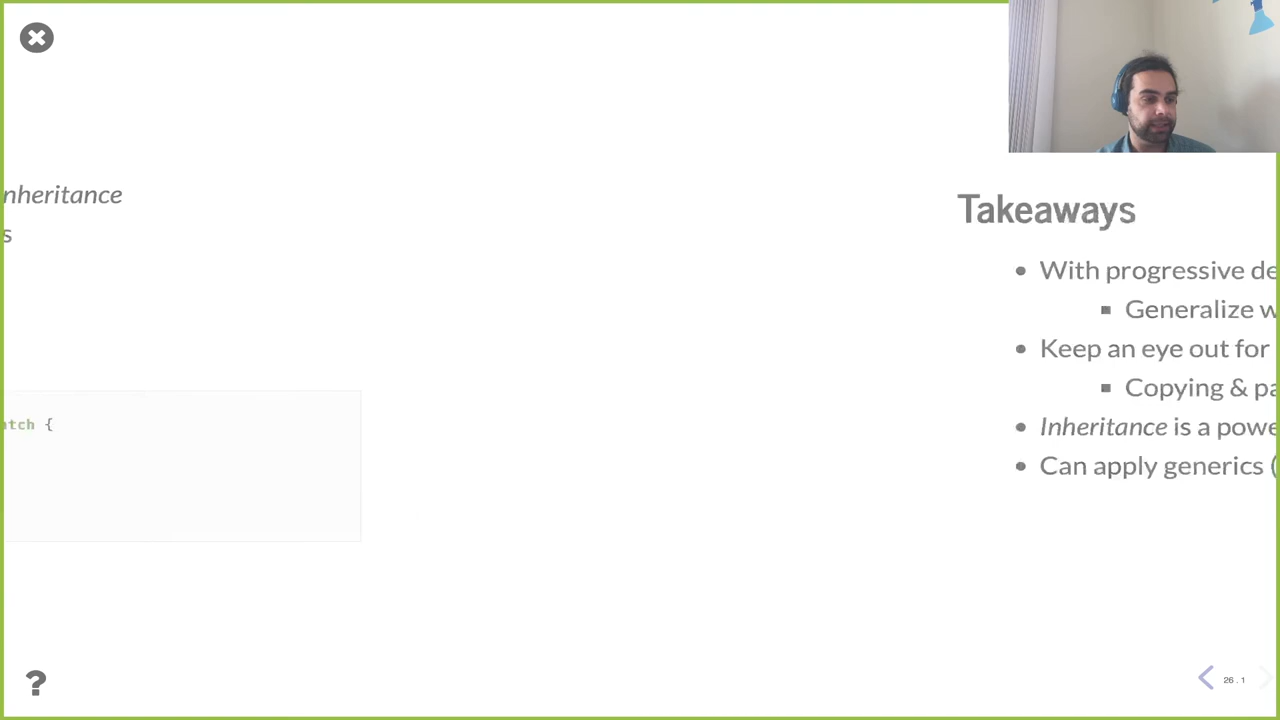 nheritance
s
atch {
Takeaways
With progressive de
Generalize w
Keep an eye out for
Copying & pa
Inheritance is a powe
Can apply generics (
?
26 . 1